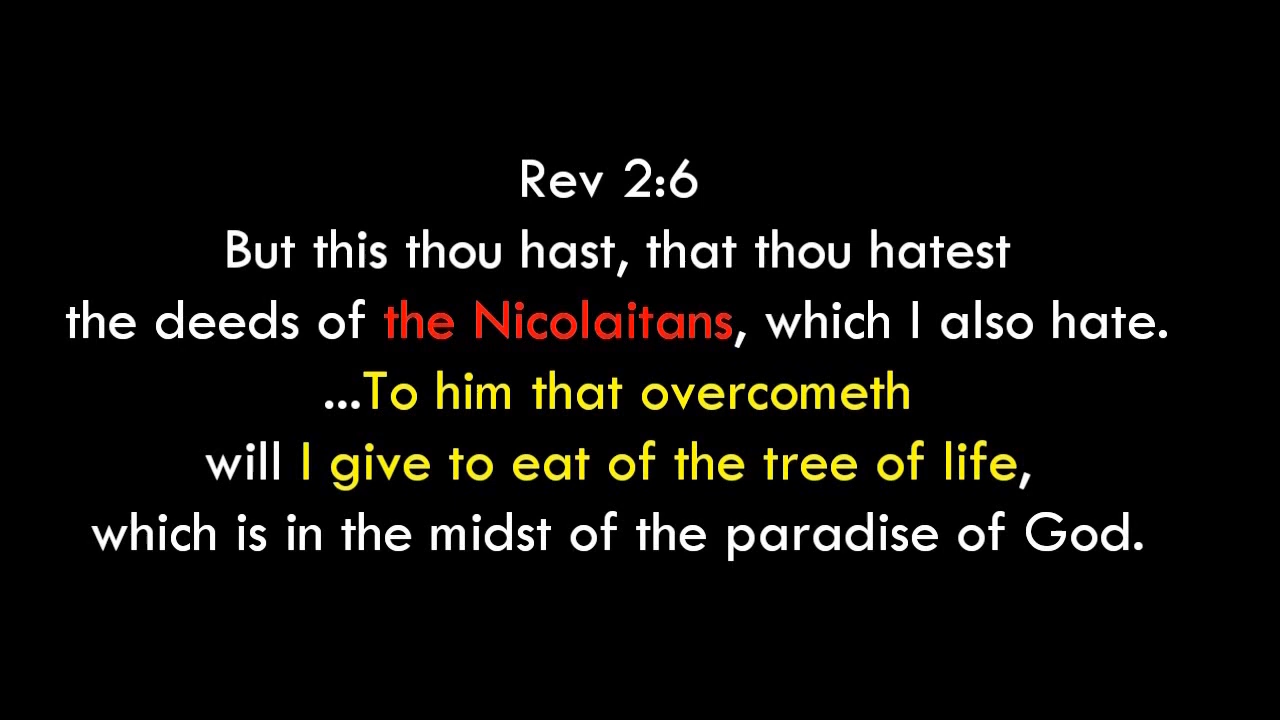 Rev 2:6
But this thou hast, that thou hatest
the deeds of the Nicolaitans, which I also hate.
...To him that overcometh
will I give to eat of the tree of life,
which is in the midst of the paradise of God.